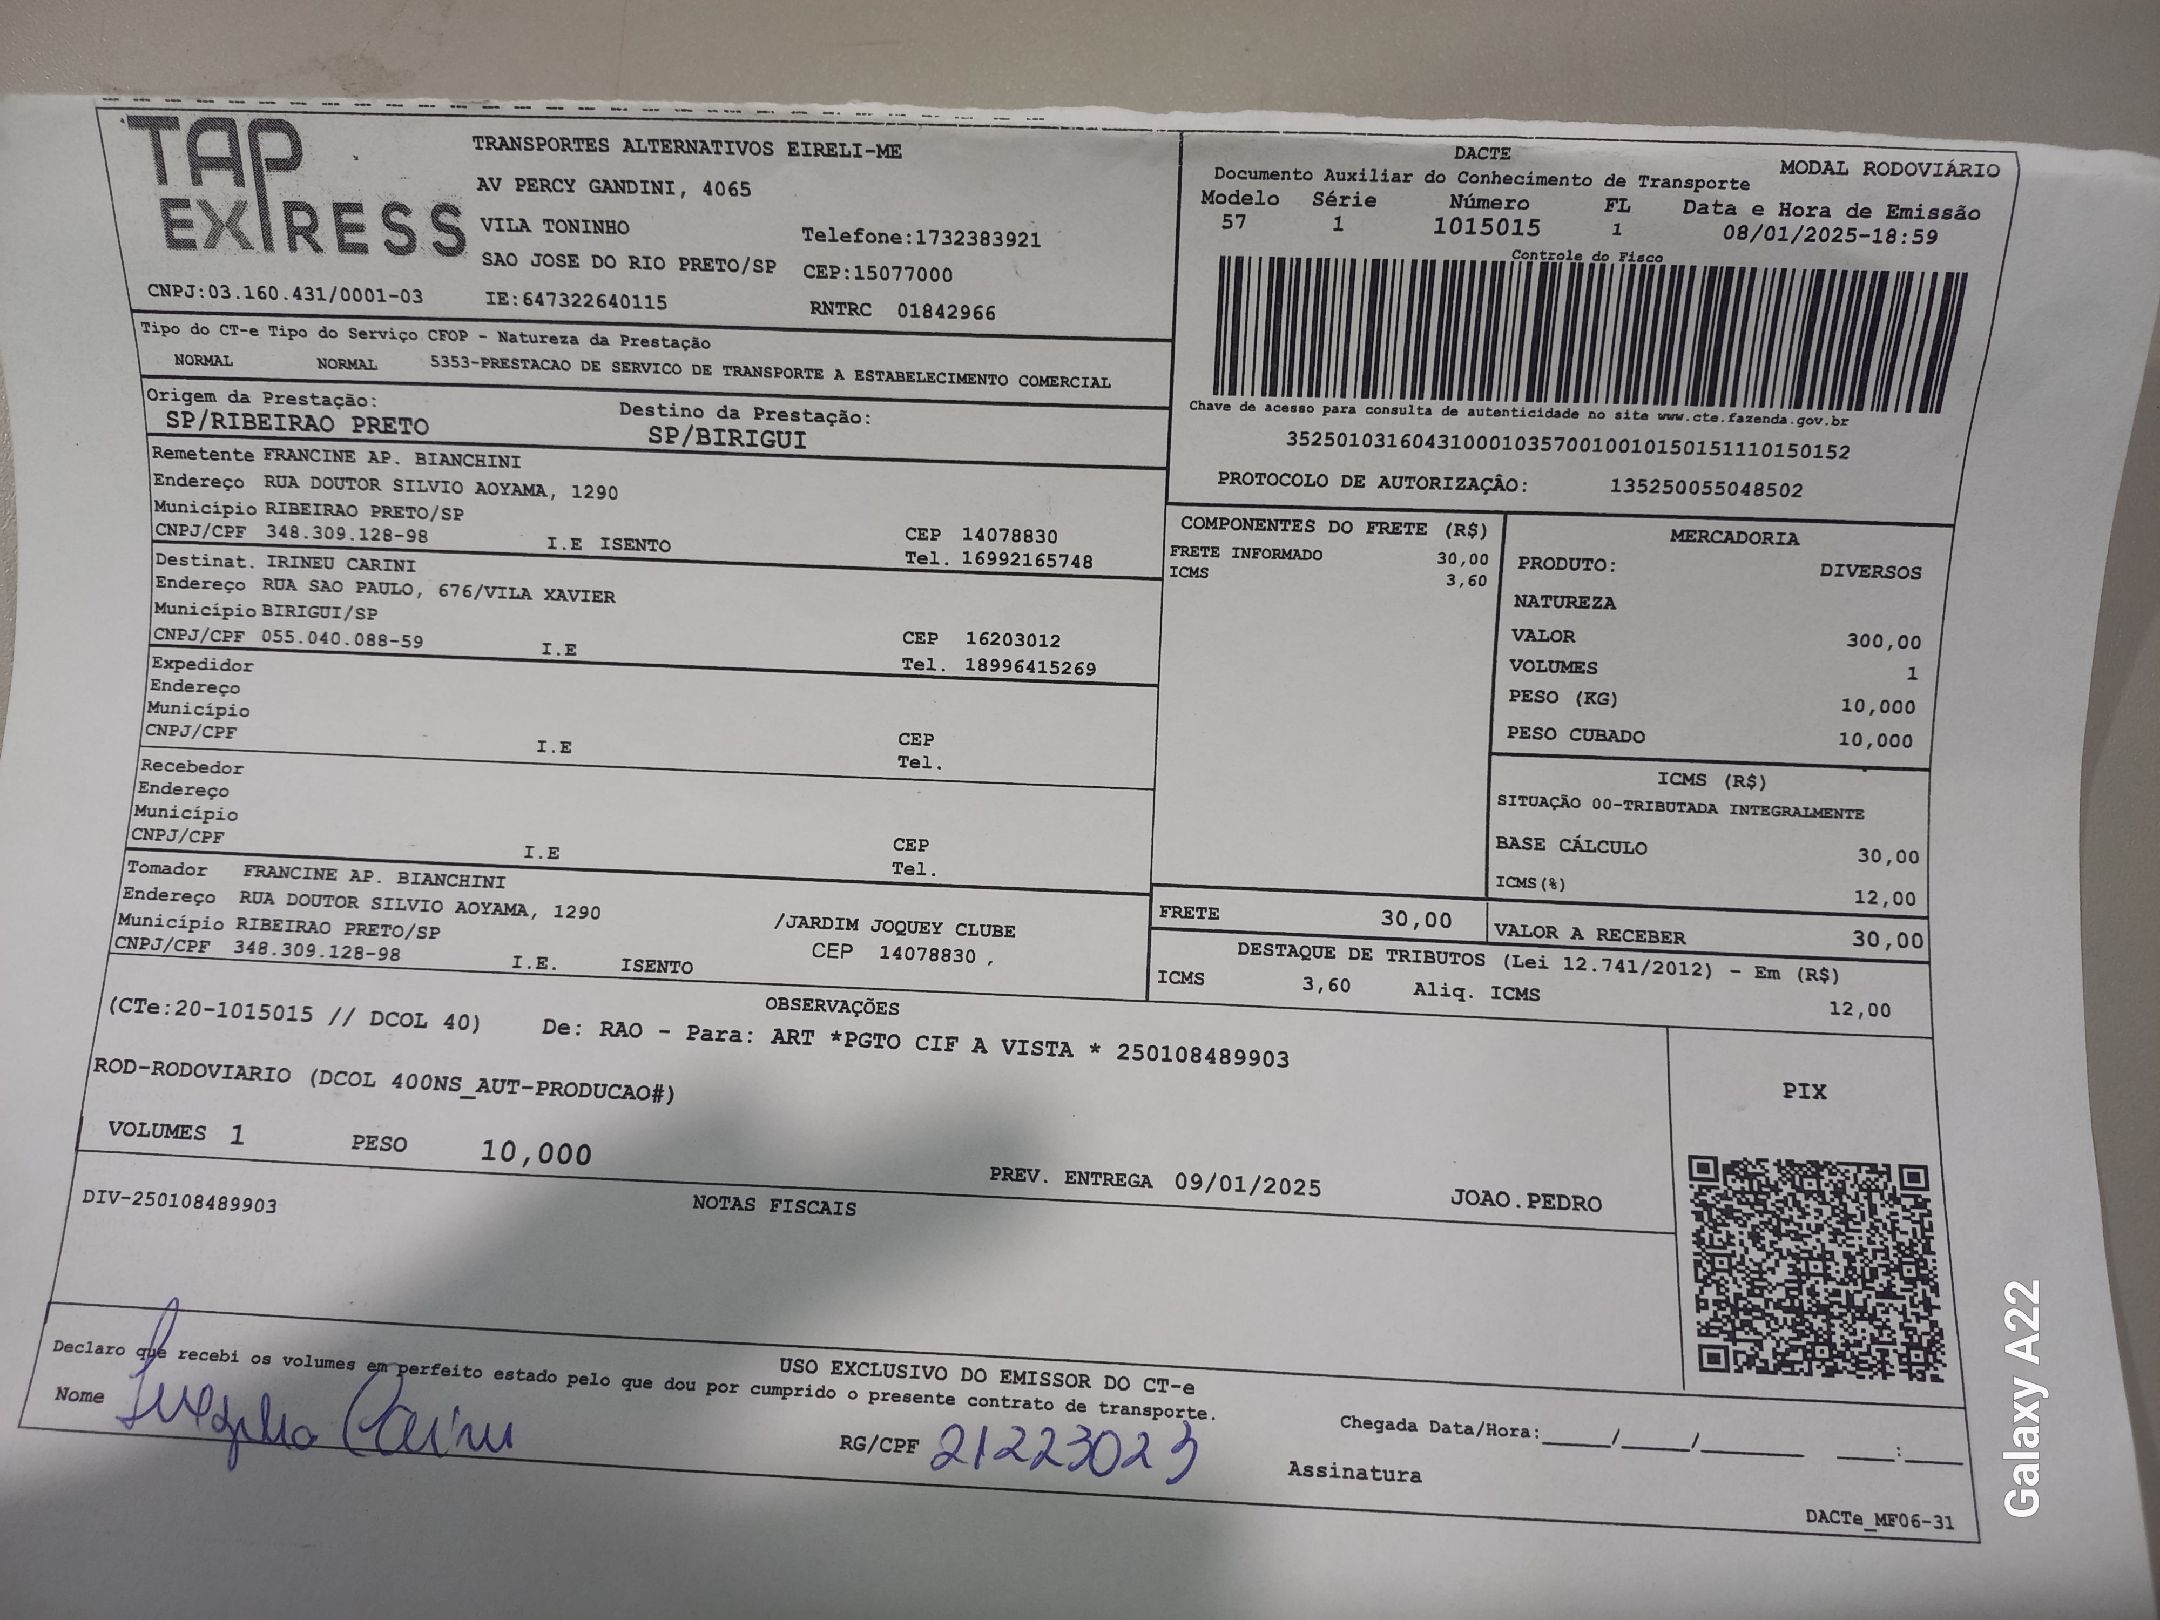 TAP EXPRESS
TRANSPORTES ALTERNATIVOS EIRELI-ME
AV PERCY GANDINI, 4065
VILA TONINHO Telefone:1732383921
SAO JOSE DO RIO PRETO/SP CEP:15077000
CNPJ:03.160.431/0001-03 IE:647322640115 RNTRC 01842966
DACTE MODAL RODOVIÁRIO
Documento Auxiliar do Conhecimento de Transporte
Modelo Série Número FL Data e Hora de Emissão
57 1 1015015 1 08/01/2025-18:59
Controle do Fisco
Chave de acesso para consulta de autenticidade no site www.cte.fazenda.gov.br
35250103160431000103570010010150151110150152
PROTOCOLO DE AUTORIZAÇÂO: 135250055048502
Tipo do CT-e Tipo do Serviço CFOP - Natureza da Prestação
NORMAL NORMAL 5353-PRESTACAO DE SERVICO DE TRANSPORTE A ESTABELECIMENTO COMERCIAL
Origem da Prestação: Destino da Prestação:
SP/RIBEIRAO PRETO SP/BIRIGUI
Remetente FRANCINE AP. BIANCHINI
Endereço RUA DOUTOR SILVIO AOYAMA, 1290
Município RIBEIRAO PRETO/SP CEP 14078830
CNPJ/CPF 348.309.128-98 I.E ISENTO Tel. 16992165748
Destinat. IRINEU CARINI
Endereço RUA SAO PAULO, 676/VILA XAVIER
Município BIRIGUI/SP CEP 16203012
CNPJ/CPF 055.040.088-59 I.E Tel. 18996415269
Expedidor
Endereço
Município CEP
CNPJ/CPF I.E Tel.
Recebedor
Endereço
Município CEP
CNPJ/CPF I.E Tel.
Tomador FRANCINE AP. BIANCHINI
Endereço RUA DOUTOR SILVIO AOYAMA, 1290 /JARDIM JOQUEY CLUBE
Município RIBEIRAO PRETO/SP CEP 14078830 ,
CNPJ/CPF 348.309.128-98 I.E. ISENTO
COMPONENTES DO FRETE (R$)
FRETE INFORMADO 30,00
ICMS 3,60
MERCADORIA
PRODUTO: DIVERSOS
NATUREZA
VALOR 300,00
VOLUMES 1
PESO (KG) 10,000
PESO CUBADO 10,000
ICMS (R$)
SITUAÇÃO 00-TRIBUTADA INTEGRALMENTE
BASE CÁLCULO 30,00
ICMS(%) 12,00
FRETE 30,00 VALOR A RECEBER 30,00
DESTAQUE DE TRIBUTOS (Lei 12.741/2012) - Em (R$)
ICMS 3,60 Aliq. ICMS 12,00
OBSERVAÇÕES
(CTe:20-1015015 // DCOL 40) De: RAO - Para: ART *PGTO CIF A VISTA * 250108489903
ROD-RODOVIARIO (DCOL 400NS_AUT-PRODUCAO#)
PIX
VOLUMES 1 PESO 10,000 PREV. ENTREGA 09/01/2025 JOAO.PEDRO
NOTAS FISCAIS
DIV-250108489903
USO EXCLUSIVO DO EMISSOR DO CT-e
Declaro que recebi os volumes em perfeito estado pelo que dou por cumprido o presente contrato de transporte.
Nome RG/CPF 21223023 Chegada Data/Hora:____/____/______ ____:____
Assinatura
DACTe_MF06-31
Galaxy A22